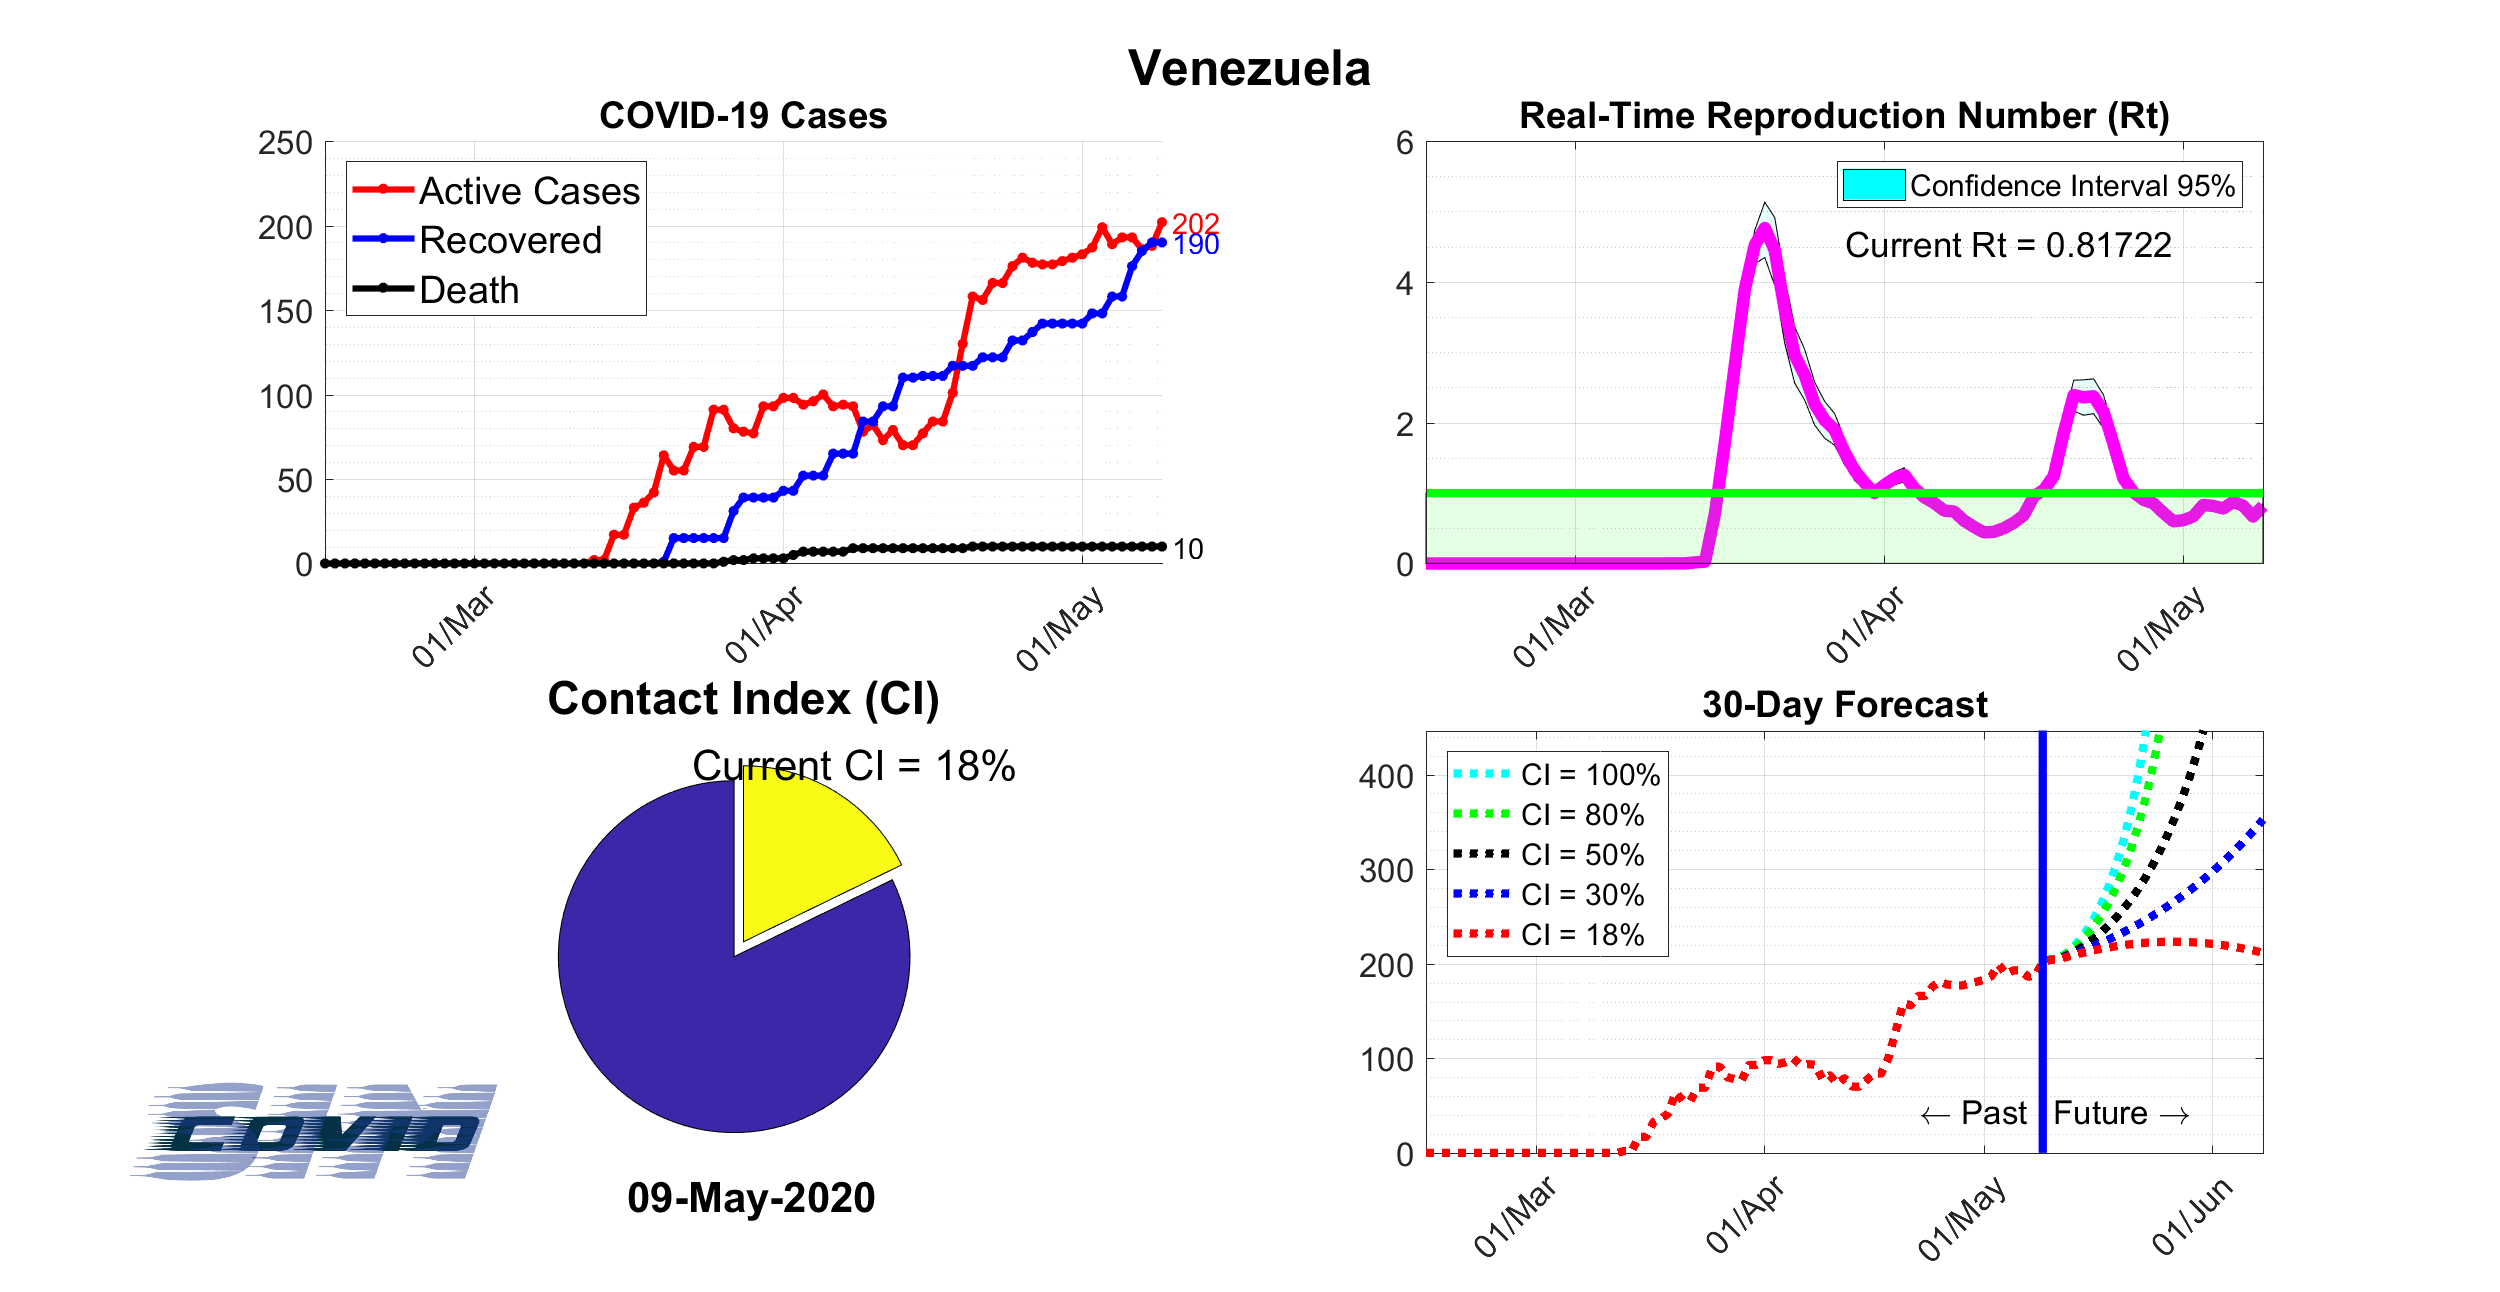 Venezuela
COVID-19 Cases
250
200
150
100
50
0
Active Cases
Recovered
Death
202
190
10
01/Mar
01/Apr
01/May
Real-Time Reproduction Number (Rt)
6
4
2
0
Confidence Interval 95%
Current Rt = 0.81722
01/Mar
01/Apr
01/May
Contact Index (CI)
Current CI = 18%
SIM
COVID
09-May-2020
30-Day Forecast
400
300
200
100
0
CI = 100%
CI = 80%
CI = 50%
CI = 30%
CI = 18%
← Past
Future →
01/Mar
01/Apr
01/May
01/Jun